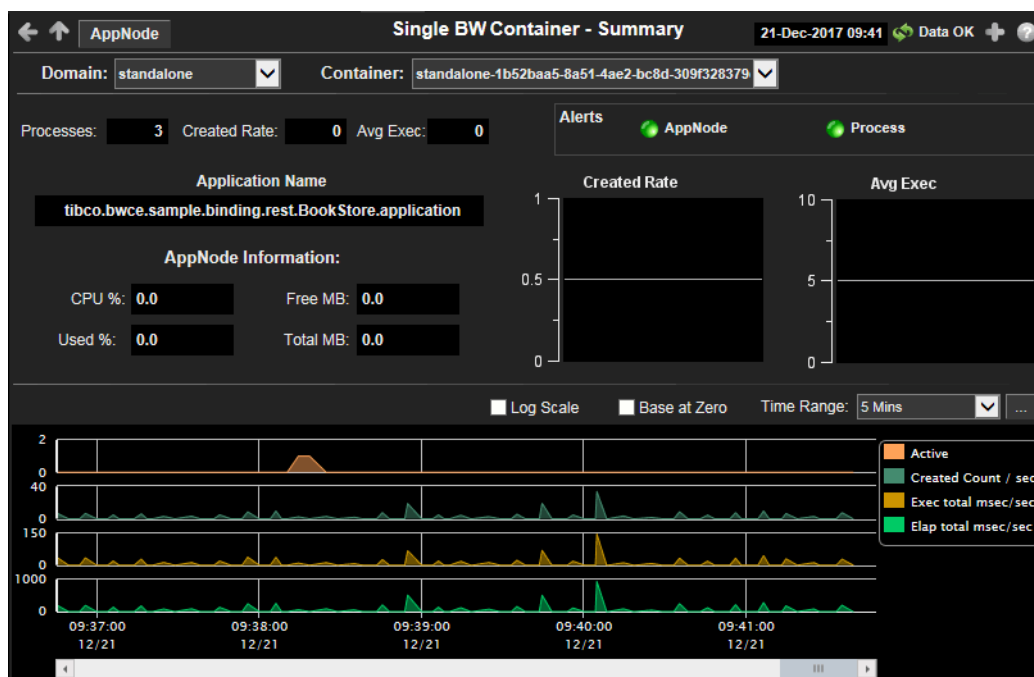 AppNode
Single BW Container - Summary
21-Dec-2017 09:41
Data OK
?
Domain: standalone
Container: standalone-1b52baa5-8a51-4ae2-bc8d-309f328379
Processes: 3
Created Rate: 0
Avg Exec: 0
Alerts
AppNode
Process
Application Name
tibco.bwce.sample.binding.rest.BookStore.application
AppNode Information:
CPU %: 0.0
Free MB: 0.0
Used %: 0.0
Total MB: 0.0
Created Rate
1
0.5
0
Avg Exec
10
5
0
Log Scale
Base at Zero
Time Range: 5 Mins
...
2
0
40
0
150
0
1000
0
09:37:00
12/21
09:38:00
12/21
09:39:00
12/21
09:40:00
12/21
09:41:00
12/21
Active
Created Count / sec
Exec total msec/sec
Elap total msec/sec